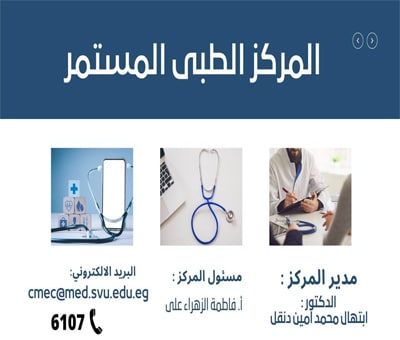 المركز الطبى المستمر
مدير المركز :
الدكتور :
ابتهال محمد امين دنقل
مسئول المركز :
أ. فاطمة الزهراء على
البريد الالكتروني:
cmec@med.svu.edu.eg
6107